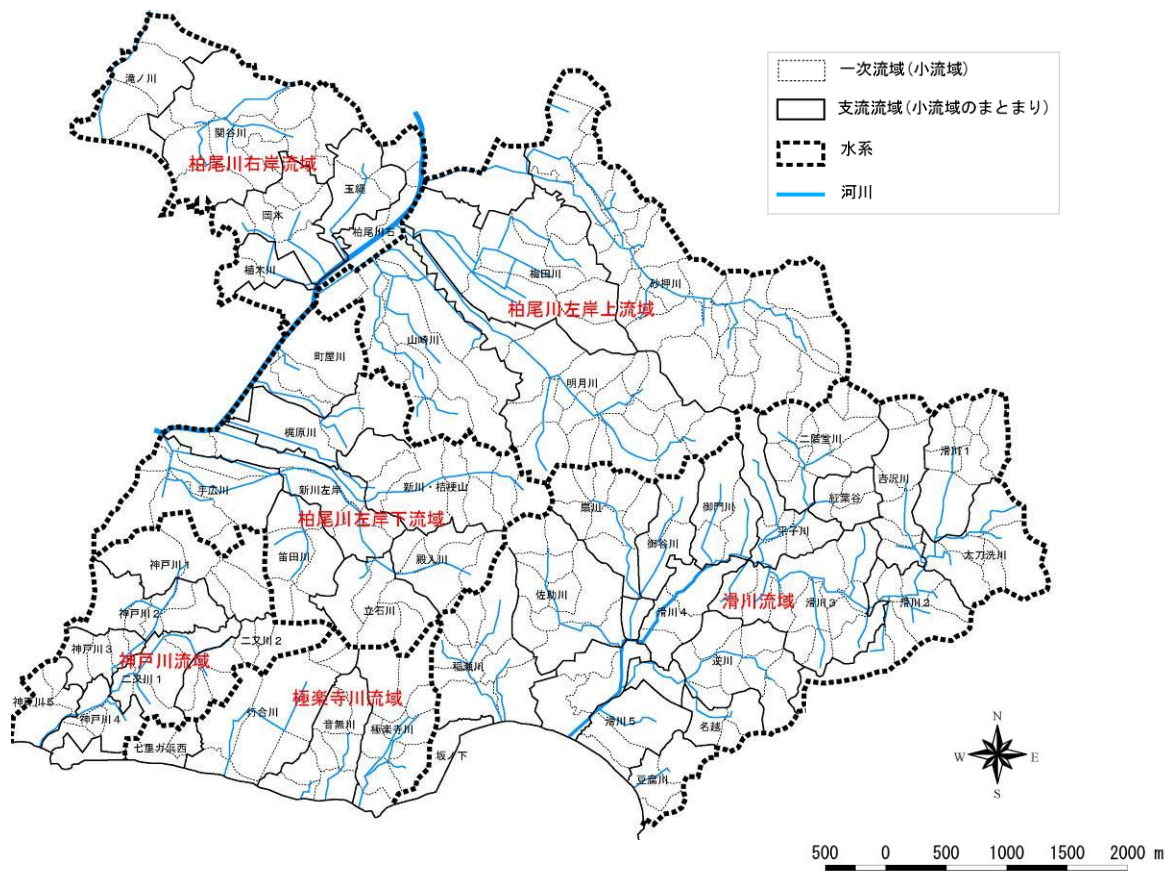 一次流域(小流域)
支流流域(小流域のまとまり)
水系
河川
滝ノ川
関谷川
柏尾川右岸流域
玉縄
岡本
柏尾川右
植木川
梅田川
砂押川
柏尾川左岸上流域
山崎川
町屋川
明月川
梶原川
二階堂川
滑川1
吉沢川
手広川
新川左岸
新川・桔梗山
紅葉谷
扇川
御門川
柏尾川左岸下流域
平子川
御谷川
太刀洗川
神戸川1
笛田川
殿入川
佐助川
滑川流域
滑川3
滑川2
神戸川2
立石川
滑川4
二又川2
神戸川3
神戸川流域
稲瀬川
逆川
二又川1
極楽寺川流域
神戸川5
行合川
神戸川4
音無川
極楽寺川
滑川5
名越
七里ガ浜西
坂ノ下
豆腐川
N
W
E
S
500 0 500 1000 1500 2000 m